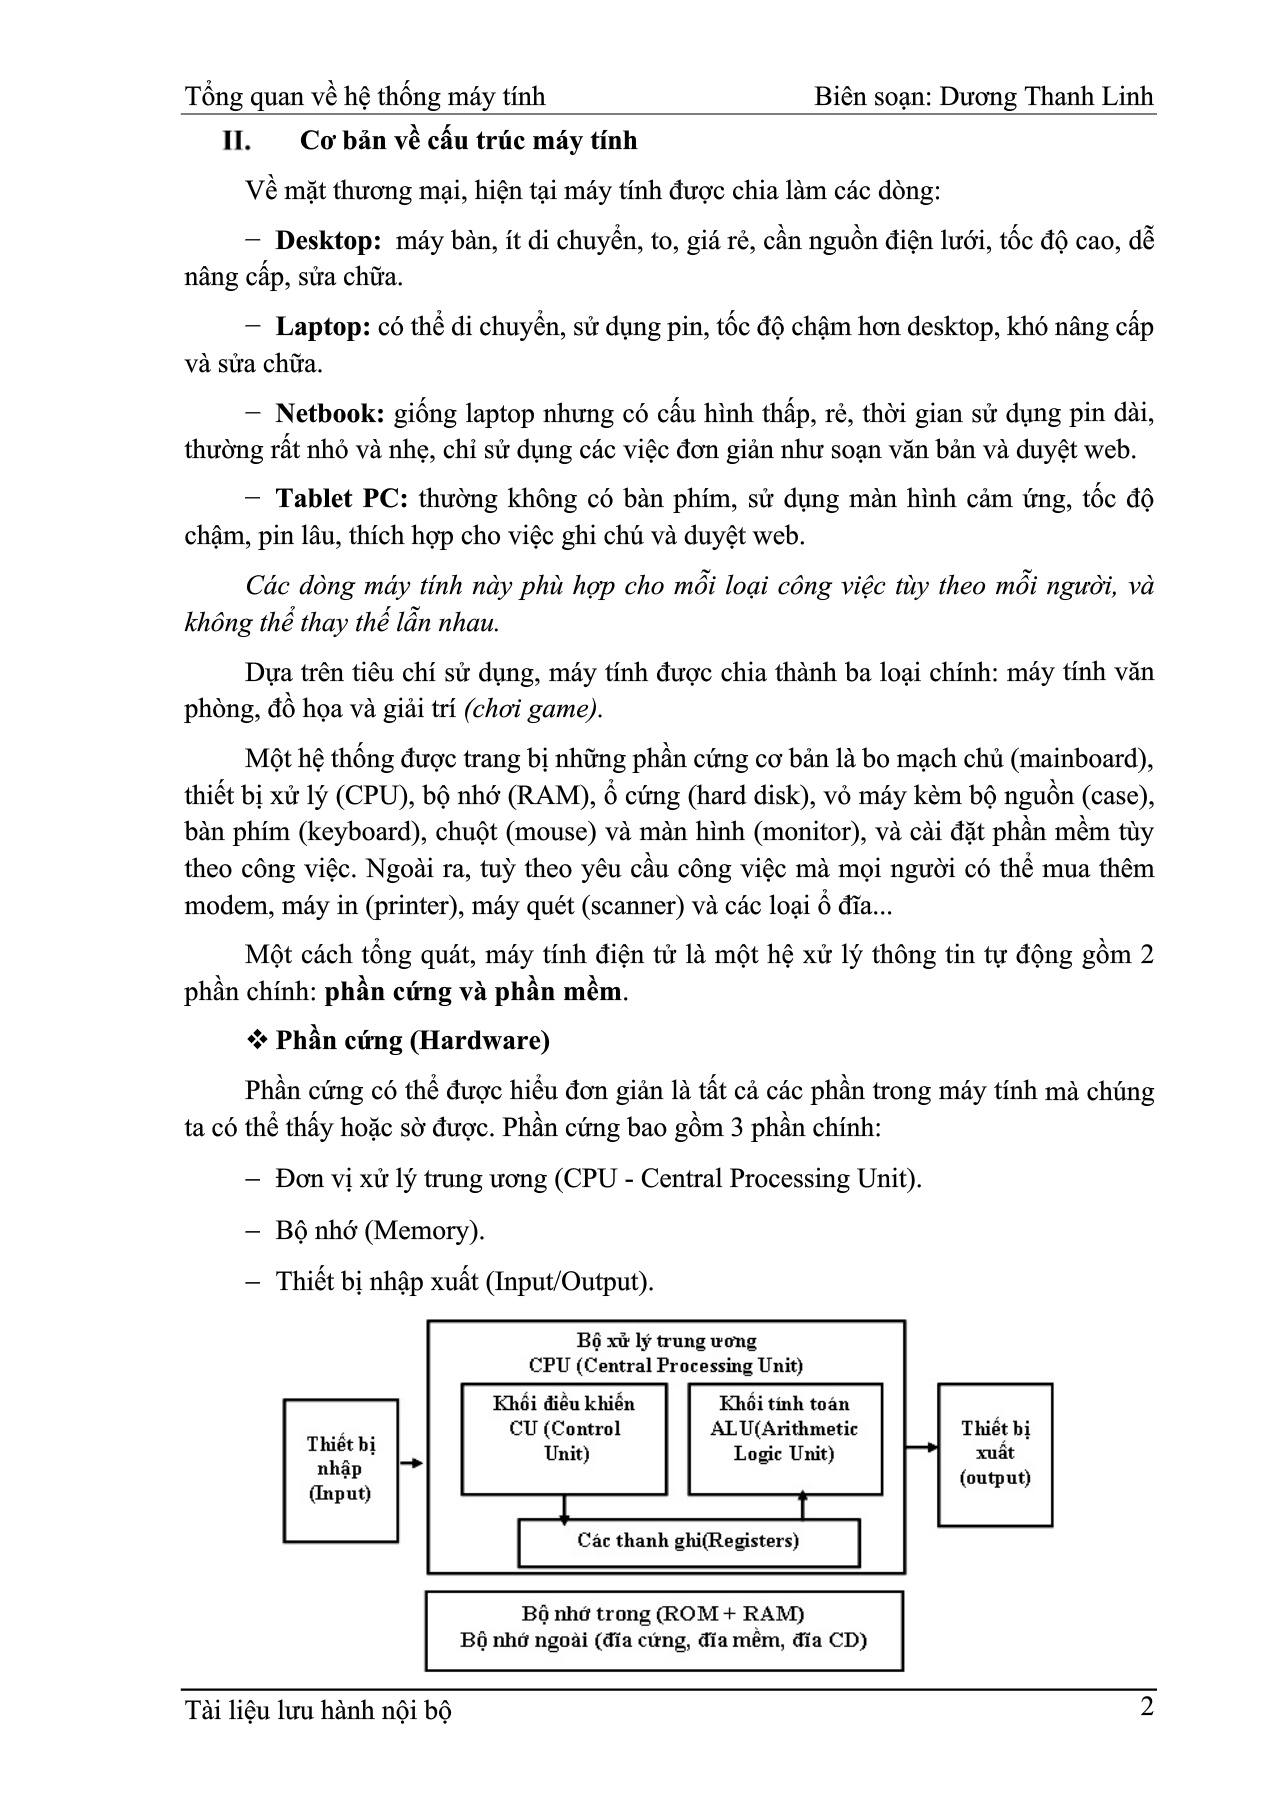 Tổng quan về hệ thống máy tính Biên soạn: Dương Thanh Linh
II. Cơ bản về cấu trúc máy tính
Về mặt thương mại, hiện tại máy tính được chia làm các dòng:
− Desktop: máy bàn, ít di chuyển, to, giá rẻ, cần nguồn điện lưới, tốc độ cao, dễ
nâng cấp, sửa chữa.
− Laptop: có thể di chuyển, sử dụng pin, tốc độ chậm hơn desktop, khó nâng cấp
và sửa chữa.
− Netbook: giống laptop nhưng có cấu hình thấp, rẻ, thời gian sử dụng pin dài,
thường rất nhỏ và nhẹ, chỉ sử dụng các việc đơn giản như soạn văn bản và duyệt web.
− Tablet PC: thường không có bàn phím, sử dụng màn hình cảm ứng, tốc độ
chậm, pin lâu, thích hợp cho việc ghi chú và duyệt web.
Các dòng máy tính này phù hợp cho mỗi loại công việc tùy theo mỗi người, và
không thể thay thế lẫn nhau.
Dựa trên tiêu chí sử dụng, máy tính được chia thành ba loại chính: máy tính văn
phòng, đồ họa và giải trí (chơi game).
Một hệ thống được trang bị những phần cứng cơ bản là bo mạch chủ (mainboard),
thiết bị xử lý (CPU), bộ nhớ (RAM), ổ cứng (hard disk), vỏ máy kèm bộ nguồn (case),
bàn phím (keyboard), chuột (mouse) và màn hình (monitor), và cài đặt phần mềm tùy
theo công việc. Ngoài ra, tuỳ theo yêu cầu công việc mà mọi người có thể mua thêm
modem, máy in (printer), máy quét (scanner) và các loại ổ đĩa...
Một cách tổng quát, máy tính điện tử là một hệ xử lý thông tin tự động gồm 2
phần chính: phần cứng và phần mềm.
❖ Phần cứng (Hardware)
Phần cứng có thể được hiểu đơn giản là tất cả các phần trong máy tính mà chúng
ta có thể thấy hoặc sờ được. Phần cứng bao gồm 3 phần chính:
− Đơn vị xử lý trung ương (CPU - Central Processing Unit).
− Bộ nhớ (Memory).
− Thiết bị nhập xuất (Input/Output).
Bộ xử lý trung ương
CPU (Central Processing Unit)
Thiết bị
nhập
(Input)
Khối điều khiến
CU (Control
Unit)
Khối tính toán
ALU(Arithmetic
Logic Unit)
Các thanh ghi(Registers)
Thiết bị
xuất
(output)
Bộ nhớ trong (ROM + RAM)
Bộ nhớ ngoài (đĩa cứng, đĩa mềm, đĩa CD)
Tài liệu lưu hành nội bộ 2